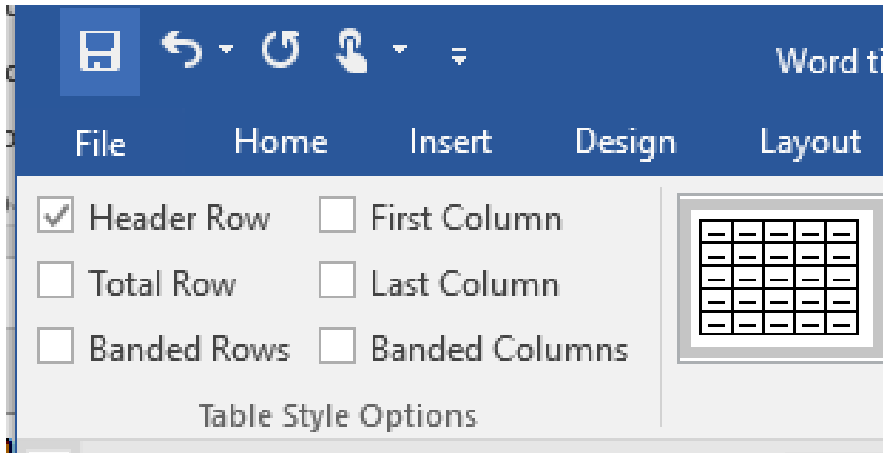 Word ti
File Home Insert Design Layout
Header Row First Column
Total Row Last Column
Banded Rows Banded Columns
Table Style Options